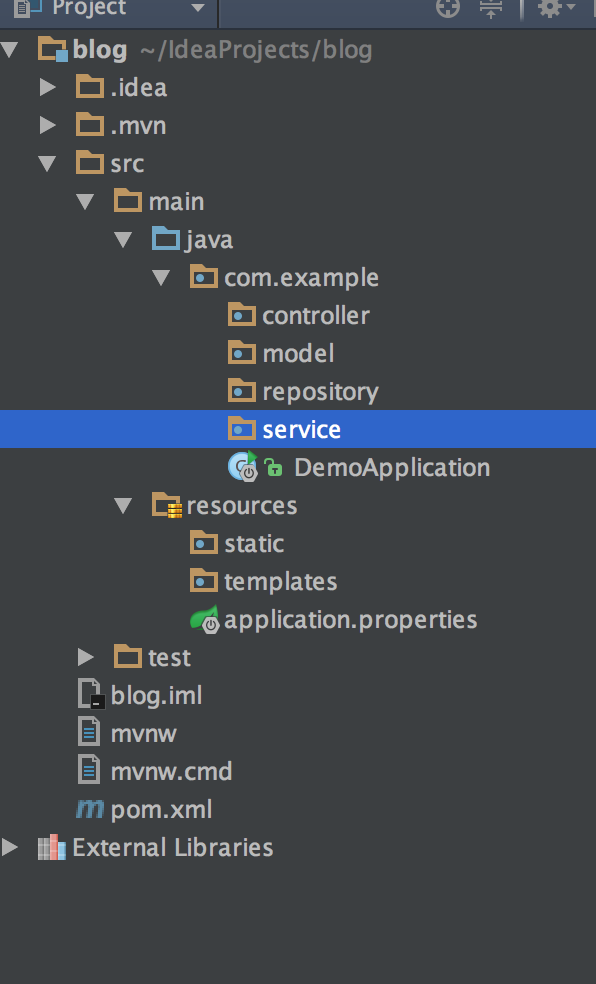 Project
blog ~/IdeaProjects/blog
.idea
.mvn
src
main
java
com.example
controller
model
repository
service
DemoApplication
resources
static
templates
application.properties
test
blog.iml
mvnw
mvnw.cmd
pom.xml
External Libraries